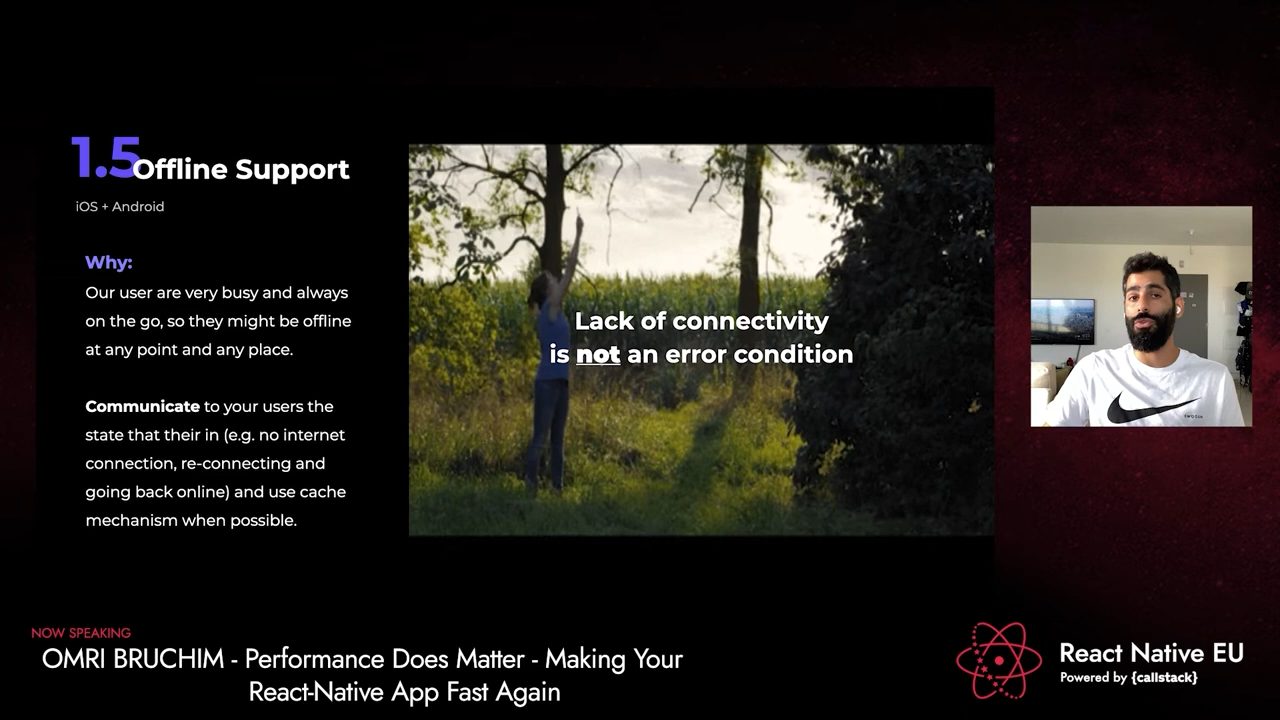 1.5 Offline Support
iOS + Android
Why:
Our user are very busy and always
on the go, so they might be offline
at any point and any place.
Communicate to your users the
state that their in (e.g. no internet
connection, re-connecting and
going back online) and use cache
mechanism when possible.
Lack of connectivity
is not an error condition
NOW SPEAKING
OMRI BRUCHIM - Performance Does Matter - Making Your
React-Native App Fast Again
React Native EU
Powered by {callstack}